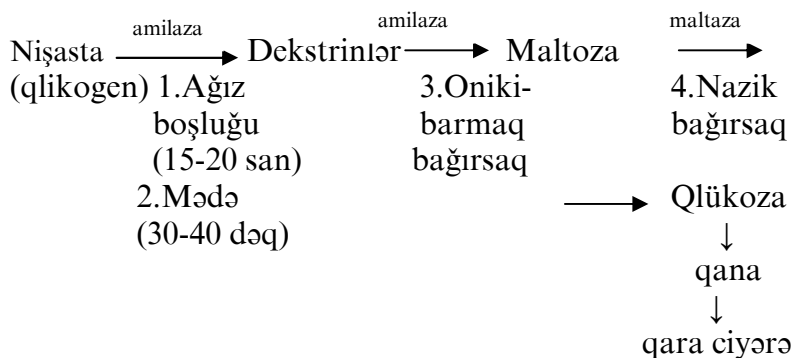 amilaza amilaza maltaza
Nişasta → Dekstrinlər → Maltoza →
(qlikogen) 1.Ağız 3.Oniki- 4.Nazik
boşluğu barmaq bağırsaq
(15-20 san) bağırsaq
2.Mədə → Qlükoza
(30-40 dəq) ↓
qana
↓
qara ciyərə